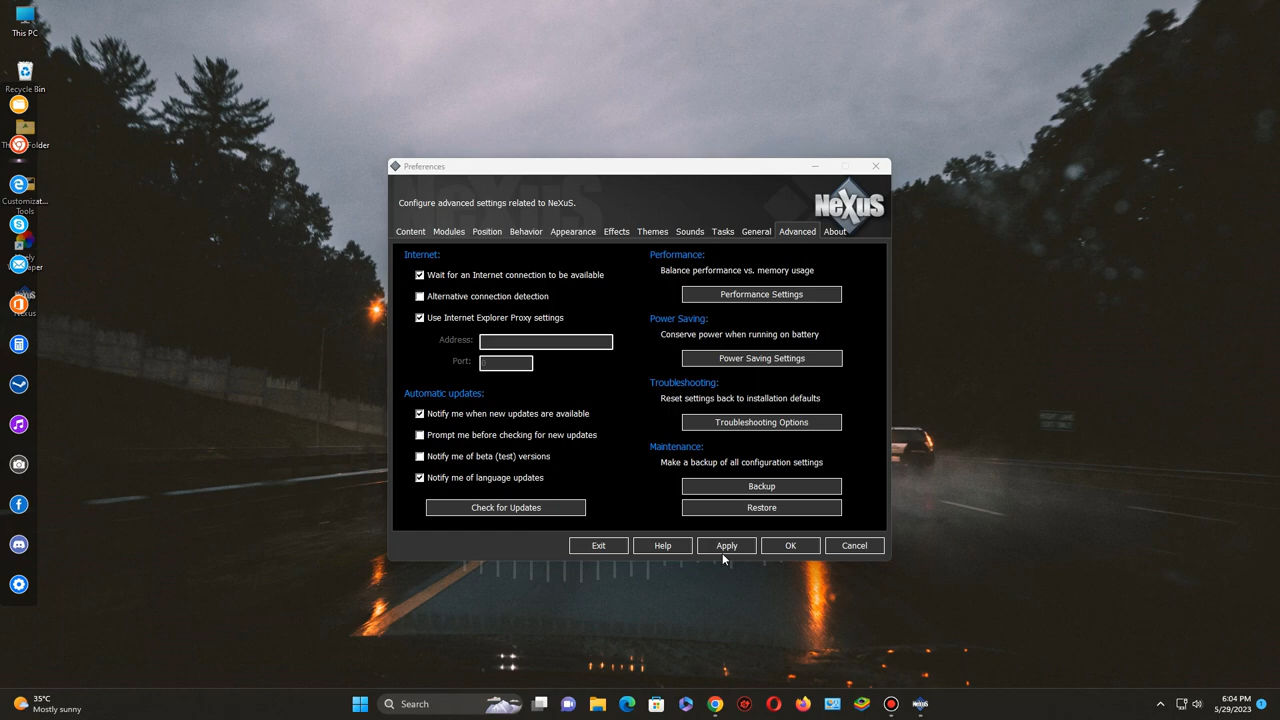 This PC
Recycle Bin
Folder
Customizat...
Tools
Nexus
Preferences
Configure advanced settings related to NeXuS.
NeXuS
Content
Modules
Position
Behavior
Appearance
Effects
Themes
Sounds
Tasks
General
Advanced
About
Internet:
Wait for an Internet connection to be available
Alternative connection detection
Use Internet Explorer Proxy settings
Address:
Port:
0
Automatic updates:
Notify me when new updates are available
Prompt me before checking for new updates
Notify me of beta (test) versions
Notify me of language updates
Check for Updates
Performance:
Balance performance vs. memory usage
Performance Settings
Power Saving:
Conserve power when running on battery
Power Saving Settings
Troubleshooting:
Reset settings back to installation defaults
Troubleshooting Options
Maintenance:
Make a backup of all configuration settings
Backup
Restore
Exit
Help
Apply
OK
Cancel
35°C
Mostly sunny
Search
6:04 PM
5/29/2023
1